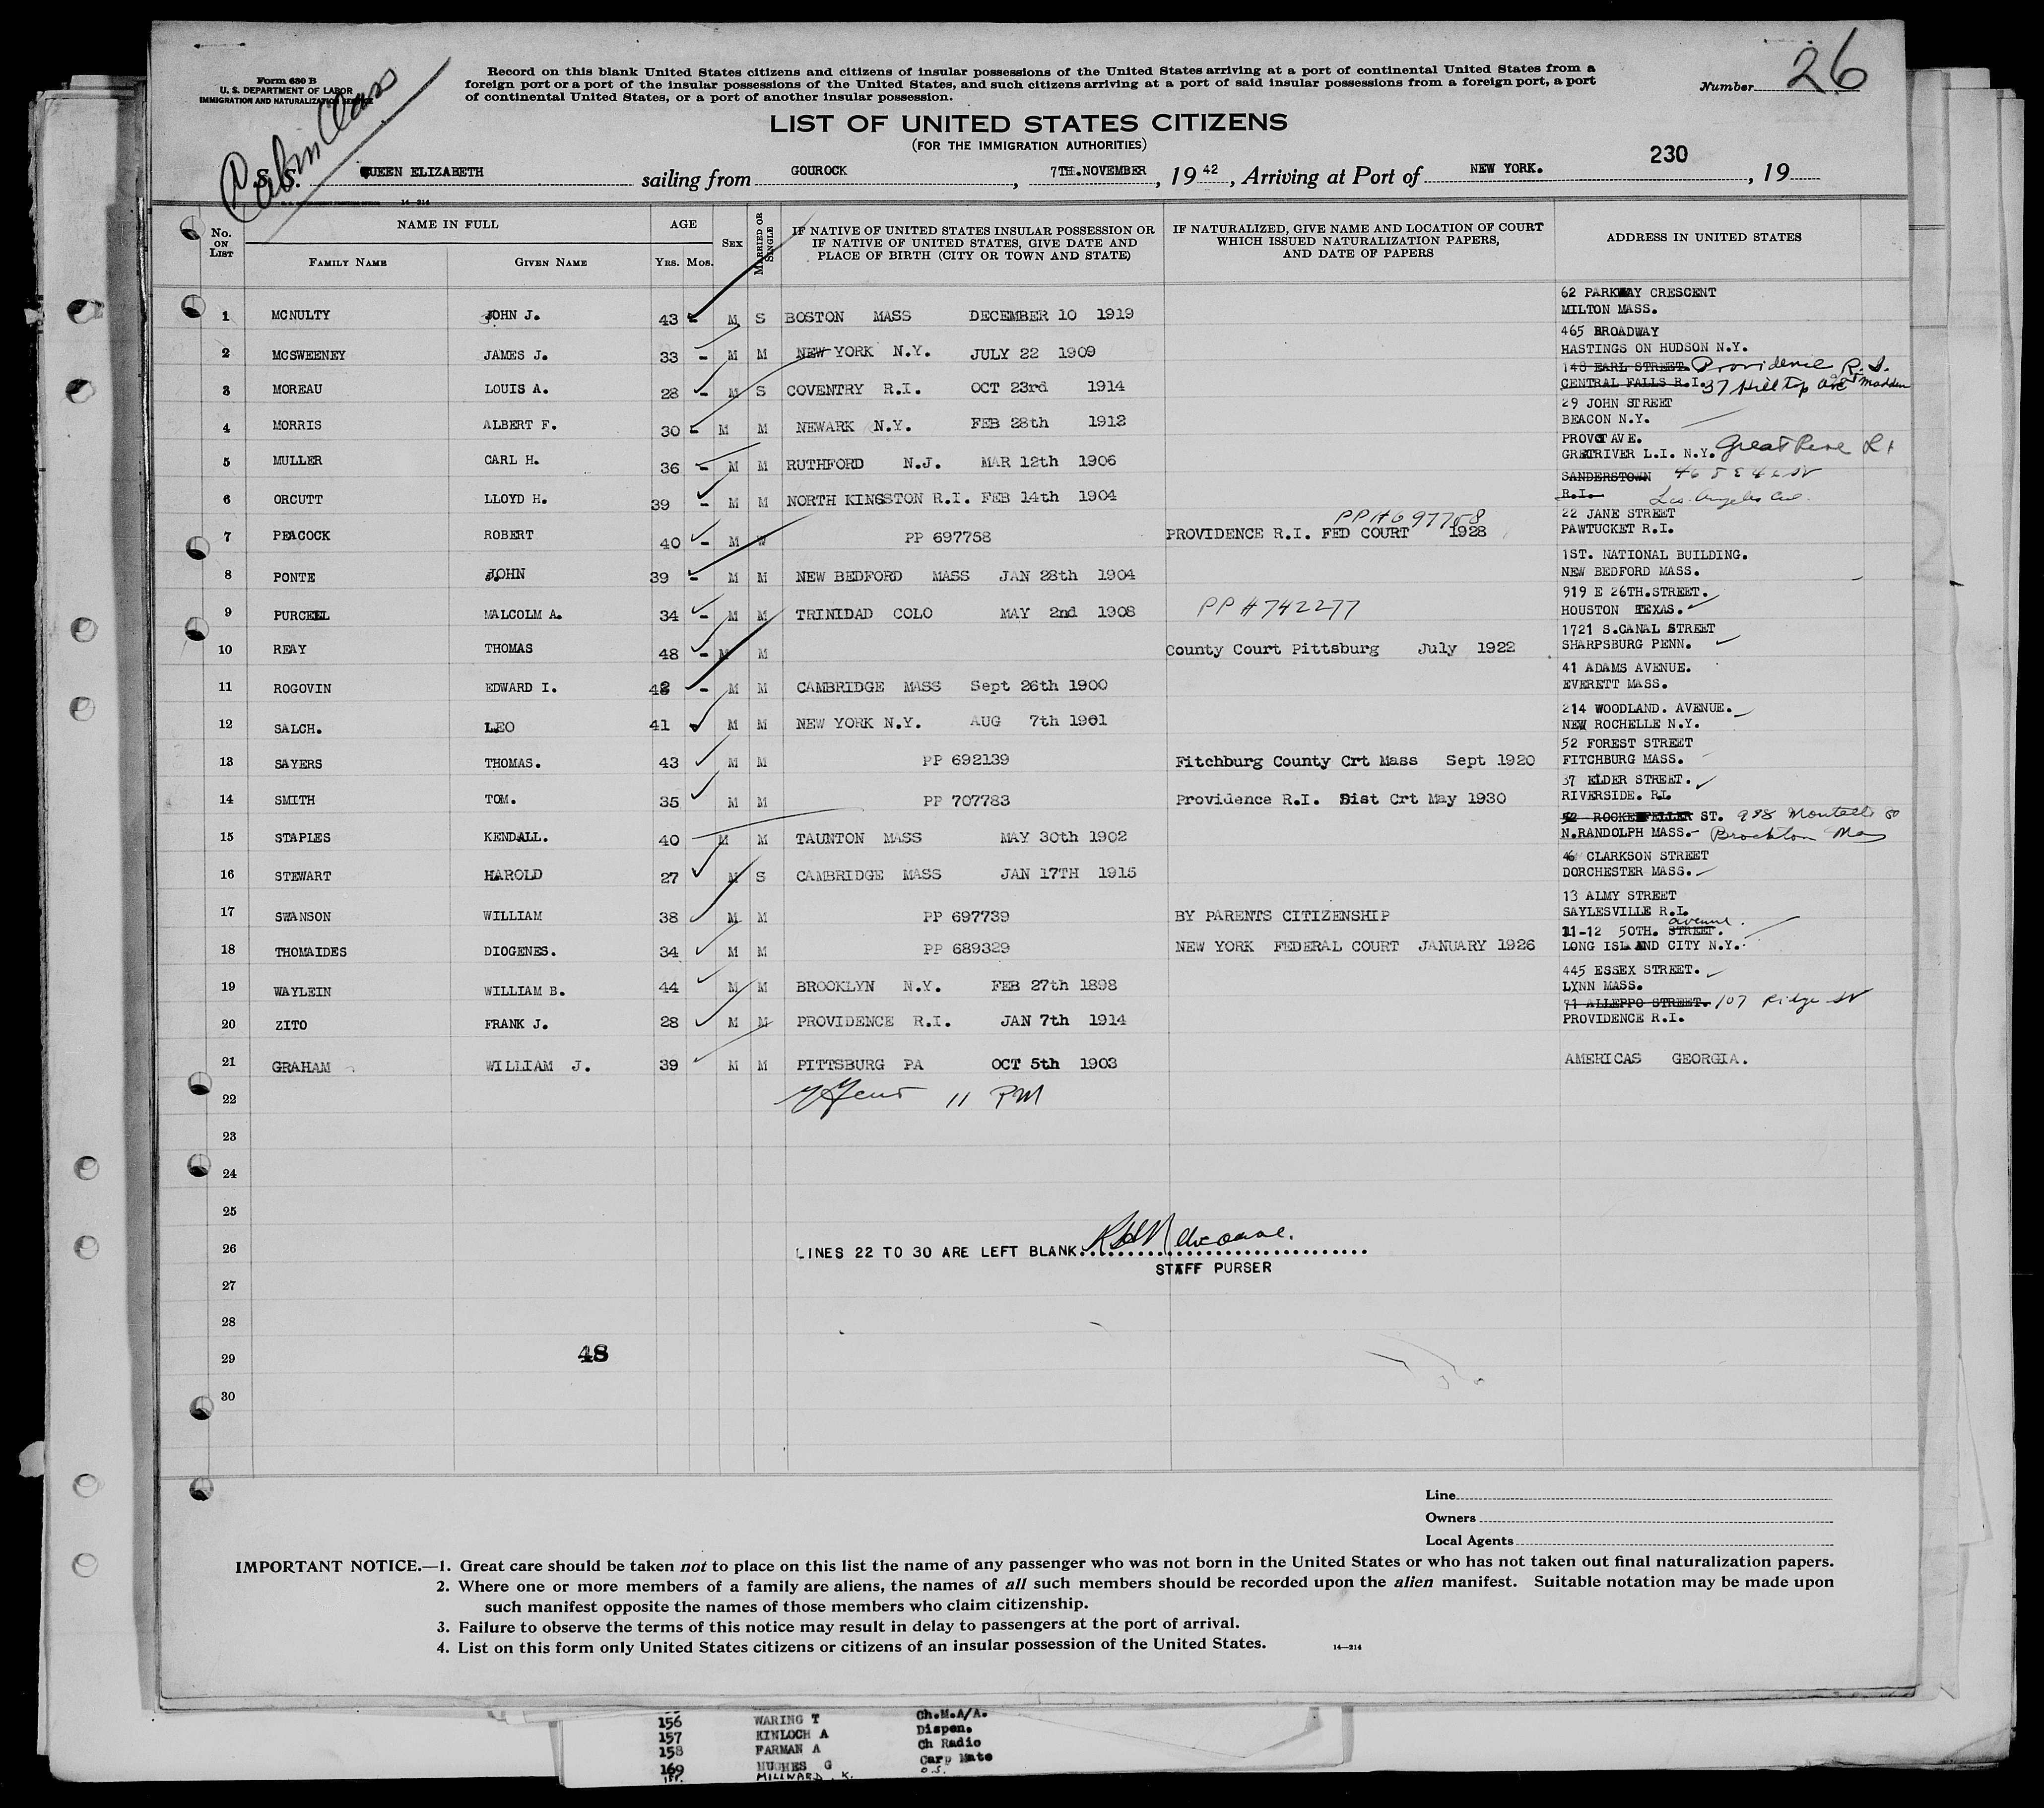 Form 630 B
U. S. DEPARTMENT OF LABOR
IMMIGRATION AND NATURALIZATION SERVICE
Cabin Class
Record on this blank United States citizens and citizens of insular possessions of the United States arriving at a port of continental United States from a
foreign port or a port of the insular possessions of the United States, and such citizens arriving at a port of said insular possessions from a foreign port, a port
of continental United States, or a port of another insular possession.
Number 26
LIST OF UNITED STATES CITIZENS
(FOR THE IMMIGRATION AUTHORITIES)
230
S. S. QUEEN ELIZABETH sailing from GOUROCK, 7TH.NOVEMBER, 19 42, Arriving at Port of NEW YORK., 19
14-214
No. ON LIST
NAME IN FULL
FAMILY NAME GIVEN NAME
AGE
YRS. MOS.
SEX
MARRIED OR SINGLE
IF NATIVE OF UNITED STATES INSULAR POSSESSION OR
IF NATIVE OF UNITED STATES, GIVE DATE AND
PLACE OF BIRTH (CITY OR TOWN AND STATE)
IF NATURALIZED, GIVE NAME AND LOCATION OF COURT
WHICH ISSUED NATURALIZATION PAPERS,
AND DATE OF PAPERS
ADDRESS IN UNITED STATES
62 PARKWAY CRESCENT
1 MCNULTY JOHN J. 43 - M S BOSTON MASS DECEMBER 10 1919 MILTON MASS.
465 BROADWAY
2 MCSWEENEY JAMES J. 33 - M M NEW YORK N.Y. JULY 22 1909 HASTINGS ON HUDSON N.Y.
148 EARL STREET. Providence R.I.
3 MOREAU LOUIS A. 28 - M S COVENTRY R.I. OCT 23rd 1914 CENTRAL FALLS R.I. 37 Hill Top Ave Madden
29 JOHN STREET
4 MORRIS ALBERT F. 30 - M M NEWARK N.Y. FEB 28th 1912 BEACON N.Y.
PROVOT AVE.
5 MULLER CARL H. 36 - M M RUTHFORD N.J. MAR 12th 1906 GRETRIVER L.I. N.Y. Great
SANDERSTOWN
6 ORCUTT LLOYD H. 39 - M M NORTH KINGSSTON R.I. FEB 14th 1904 R.I. Los Angeles Cal.
PP# 697758 22 JANE STREET
7 PEACOCK ROBERT 40 - M W PP 697758 PROVIDENCE R.I. FED COURT 1928 PAWTUCKET R.I.
1ST. NATIONAL BUILDING.
8 PONTE JOHN 39 - M M NEW BEDFORD MASS JAN 28th 1904 NEW BEDFORD MASS.
919 E 26TH.STREET.
9 PURCELL MALCOLM A. 34 - M M TRINIDAD COLO MAY 2nd 1908 PP # 742277 HOUSTON TEXAS.
1721 S.CANAL STREET
10 REAY THOMAS 48 - M M County Court Pittsburg July 1922 SHARPSBURG PENN.
41 ADAMS AVENUE.
11 ROGOVIN EDWARD I. 42 - M M CAMBRIDGE MASS Sept 26th 1900 EVERETT MASS.
214 WOODLAND. AVENUE.
12 SALCH. LEO 41 M M NEW YORK N.Y. AUG 7th 1901 NEW ROCHELLE N.Y.
52 FOREST STREET
13 SAYERS THOMAS. 43 M M PP 692139 Fitchburg County Crt Mass Sept 1920 FITCHBURG MASS.
37 ELDER STREET.
14 SMITH TOM. 35 M M PP 707783 Providence R.I. Dist Crt May 1930 RIVERSIDE. R.I.
52 ROCKEFELLER ST. 988 Montello St
15 STAPLES KENDALL. 40 M M TAUNTON MASS MAY 30th 1902 N.RANDOLPH MASS. Brockton Mass
46 CLARKSON STREET
16 STEWART HAROLD 27 M S CAMBRIDGE MASS JAN 17TH 1915 DORCHESTER MASS.
13 ALMY STREET
17 SWANSON WILLIAM 38 M M PP 697739 BY PARENTS CITIZENSHIP SAYLESVILLE R.I.
avenue.
11-12 50TH. STREET.
18 THOMAIDES DIOGENES. 34 M M PP 689329 NEW YORK FEDERAL COURT JANUARY 1926 LONG ISLAND CITY N.Y.
445 ESSEX STREET.
19 WAYLEIN WILLIAM B. 44 M M BROOKLYN N.Y. FEB 27th 1898 LYNN MASS.
71 ALLEPPO STREET. 107 Ridge St
20 ZITO FRANK J. 28 M M PROVIDENCE R.I. JAN 7th 1914 PROVIDENCE R.I.
21 GRAHAM WILLIAM J. 39 M M PITTSBURG PA OCT 5th 1903 AMERICAS GEORGIA.
22 11 PM
23
24
25
26 LINES 22 TO 30 ARE LEFT BLANK
STAFF PURSER
27
28
29 48
30
Line
Owners
Local Agents
IMPORTANT NOTICE.—1. Great care should be taken not to place on this list the name of any passenger who was not born in the United States or who has not taken out final naturalization papers.
2. Where one or more members of a family are aliens, the names of all such members should be recorded upon the alien manifest. Suitable notation may be made upon
such manifest opposite the names of those members who claim citizenship.
3. Failure to observe the terms of this notice may result in delay to passengers at the port of arrival.
4. List on this form only United States citizens or citizens of an insular possession of the United States. 14—214
156 WARING T Ch.M.A/A.
157 KINLOCH A Dispen.
158 FARMAN A Ch Radio
169 HUGHES G Carp Mate
MILLWARD. K. O.S.